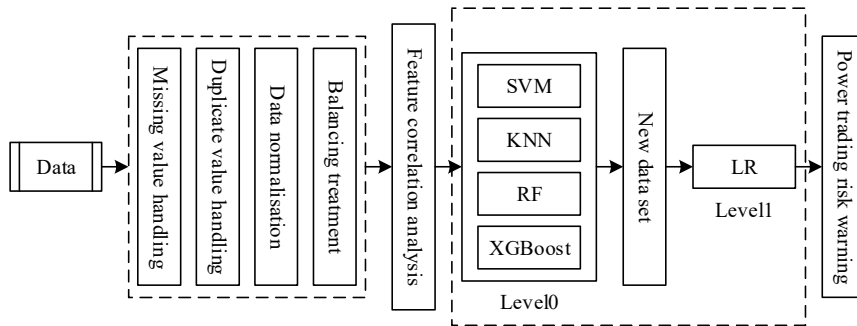 Data
Missing value handling
Duplicate value handling
Data normalisation
Balancing treatment
Feature correlation analysis
SVM
KNN
RF
XGBoost
Level0
New data set
LR
Level1
Power trading risk warning